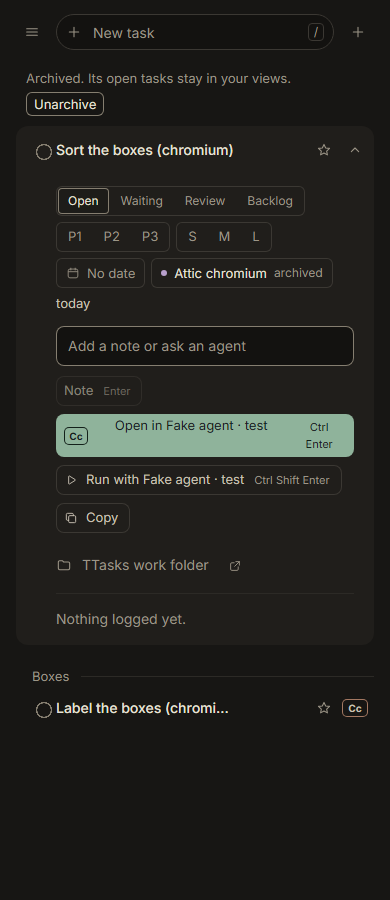 New task /
Archived. Its open tasks stay in your views.
Unarchive
Sort the boxes (chromium)
Open Waiting Review Backlog
P1 P2 P3 S M L
No date Attic chromium archived
today
Add a note or ask an agent
Note Enter
Cc Open in Fake agent · test Ctrl
Enter
Run with Fake agent · test Ctrl Shift Enter
Copy
TTasks work folder
Nothing logged yet.
Boxes
Label the boxes (chromi... Cc